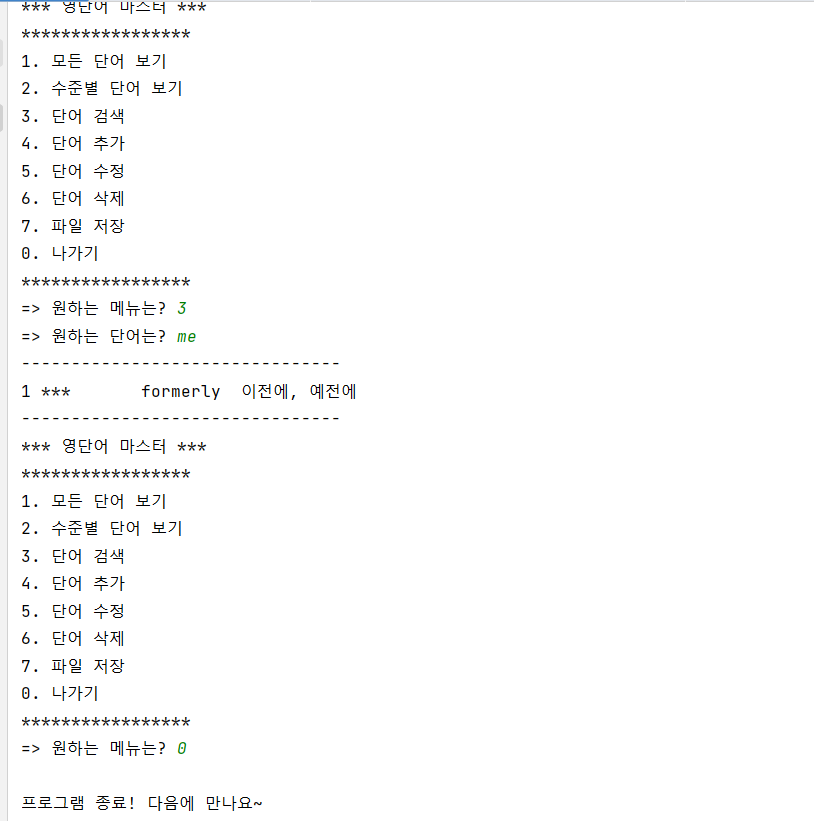 *** 영단어 마스터 ***
*****************
1. 모든 단어 보기
2. 수준별 단어 보기
3. 단어 검색
4. 단어 추가
5. 단어 수정
6. 단어 삭제
7. 파일 저장
0. 나가기
*****************
=> 원하는 메뉴는? 3
=> 원하는 단어는? me
--------------------------------
1 ***       formerly  이전에, 예전에
--------------------------------
*** 영단어 마스터 ***
*****************
1. 모든 단어 보기
2. 수준별 단어 보기
3. 단어 검색
4. 단어 추가
5. 단어 수정
6. 단어 삭제
7. 파일 저장
0. 나가기
*****************
=> 원하는 메뉴는? 0
프로그램 종료! 다음에 만나요~